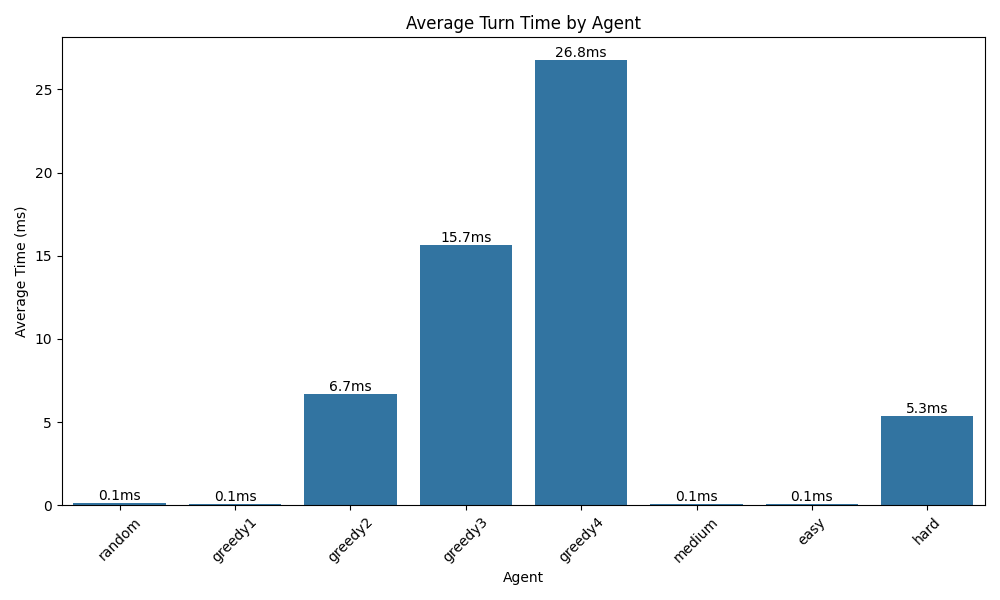 Average Turn Time by Agent
Average Time (ms)
25
20
15
10
5
0
0.1ms
0.1ms
6.7ms
15.7ms
26.8ms
0.1ms
0.1ms
5.3ms
random
greedy1
greedy2
greedy3
greedy4
medium
easy
hard
Agent